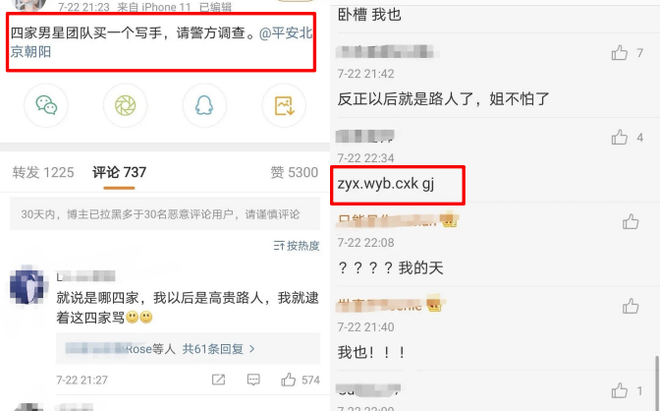 7-22 21:23 来自 iPhone 11 已编辑
四家男星团队买一个写手，请警方调查。@平安北
京朝阳
转发 1225 评论 737 赞 5300
30天内，博主已拉黑多于30名恶意评论用户，请谨慎评论
按热度
就说是哪四家，我以后是高贵路人，我就逮
着这四家骂
Rose等人 共61条回复 >
7-22 21:27 574
卧槽 我也
7
7-22 21:42
反正以后就是路人了，姐不怕了
4
7-22 22:34
zyx.wyb.cxk gj
7-22 22:08
？？？？我的天
7-22 21:40
我也！！！
1
7-22 20:39